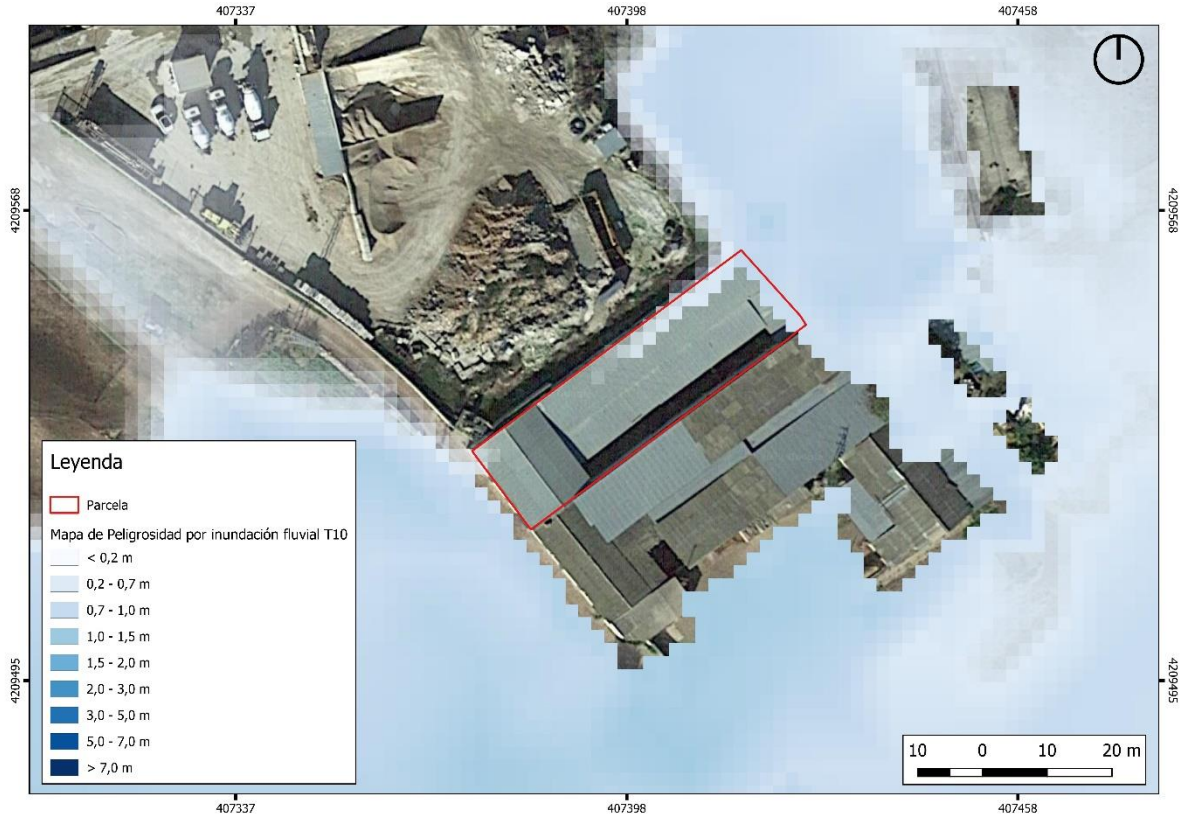 407337
407398
407458
4209568
4209568
Leyenda
Parcela
Mapa de Peligrosidad por inundación fluvial T10
< 0,2 m
0,2 - 0,7 m
0,7 - 1,0 m
1,0 - 1,5 m
1,5 - 2,0 m
2,0 - 3,0 m
3,0 - 5,0 m
5,0 - 7,0 m
> 7,0 m
4209495
4209495
10 0 10 20 m
407337
407398
407458